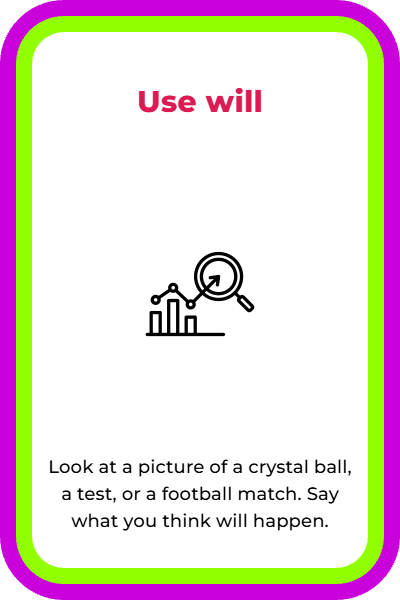 Use will
Look at a picture of a crystal ball,
a test, or a football match. Say
what you think will happen.